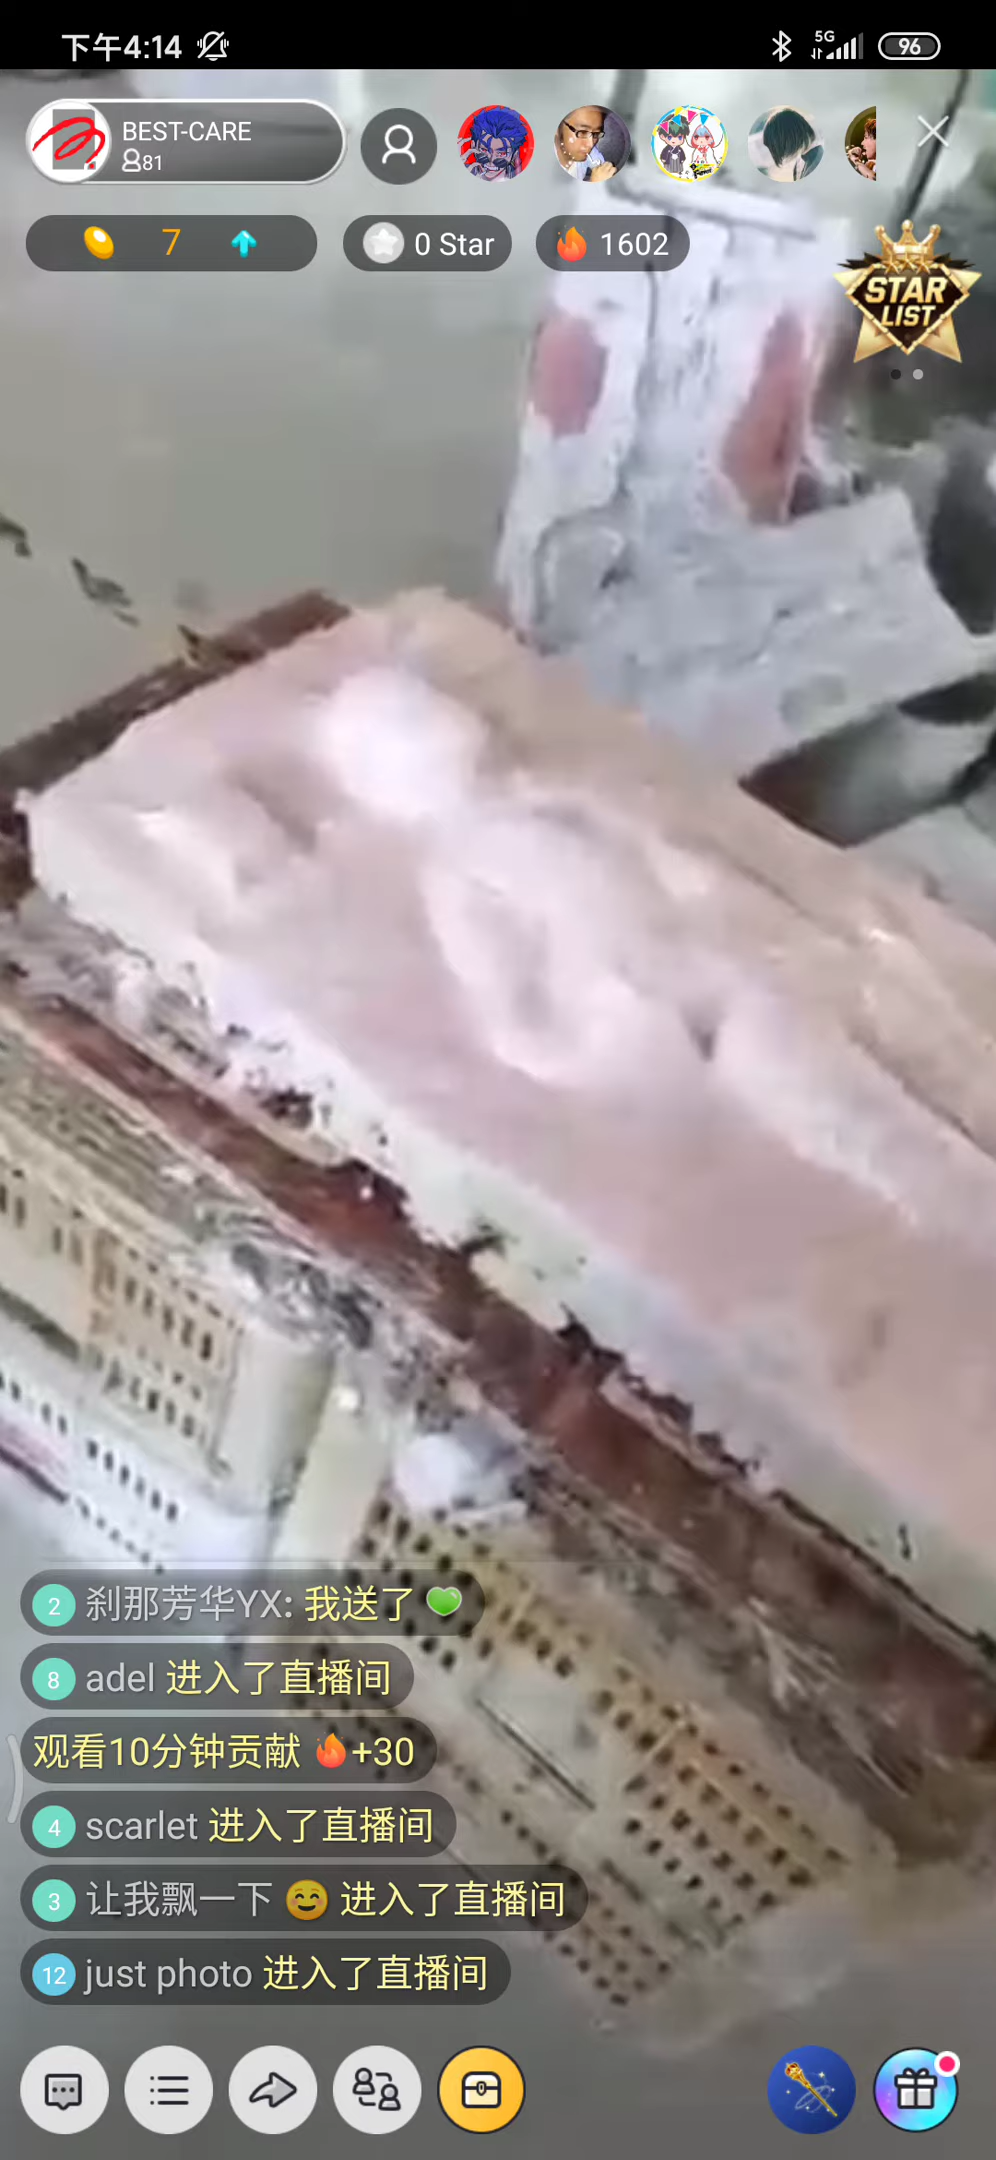 下午4:14
5G
96
BEST-CARE
81
7
0 Star
1602
STAR
LIST
2 刹那芳华YX: 我送了
8 adel 进入了直播间
观看10分钟贡献 +30
4 scarlet 进入了直播间
3 让我飘一下 😊 进入了直播间
12 just photo 进入了直播间